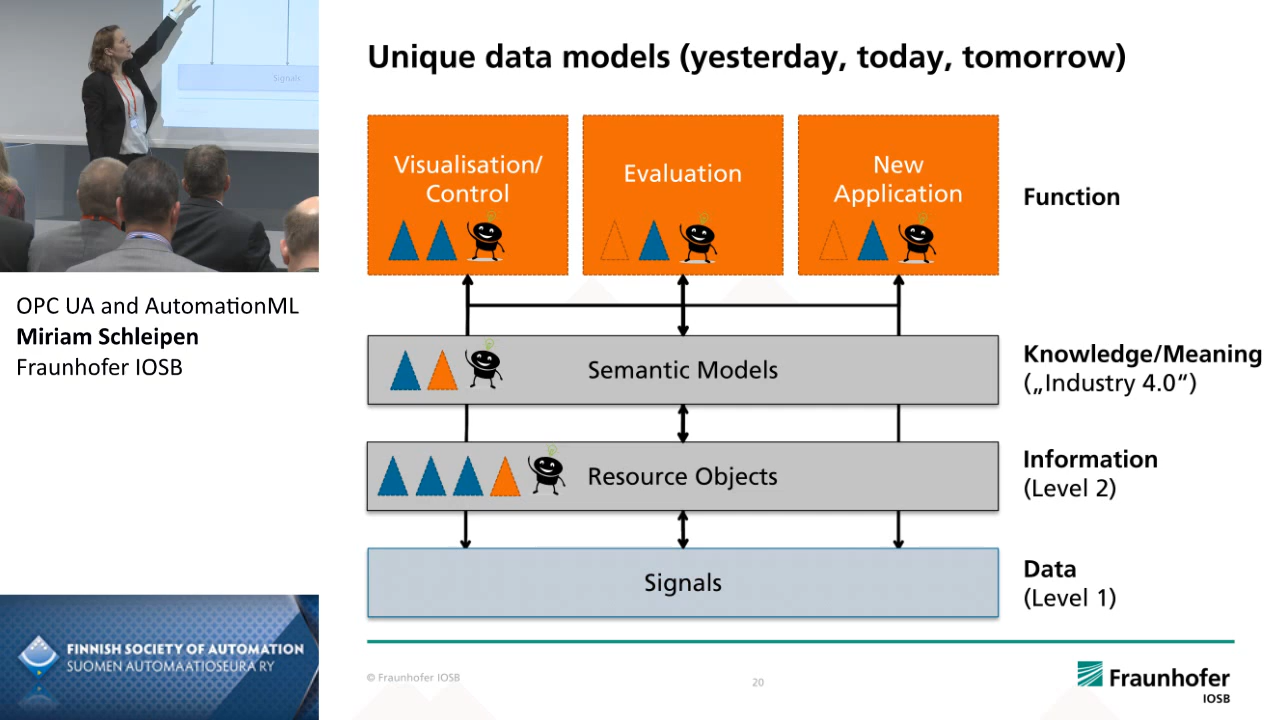 Signals
OPC UA and AutomationML
Miriam Schleipen
Fraunhofer IOSB
FINNISH SOCIETY OF AUTOMATION
SUOMEN AUTOMAATIOSEURA RY
Unique data models (yesterday, today, tomorrow)
Visualisation/
Control
Evaluation
New
Application
Function
Semantic Models
Knowledge/Meaning
(„Industry 4.0“)
Resource Objects
Information
(Level 2)
Signals
Data
(Level 1)
© Fraunhofer IOSB
20
Fraunhofer
IOSB